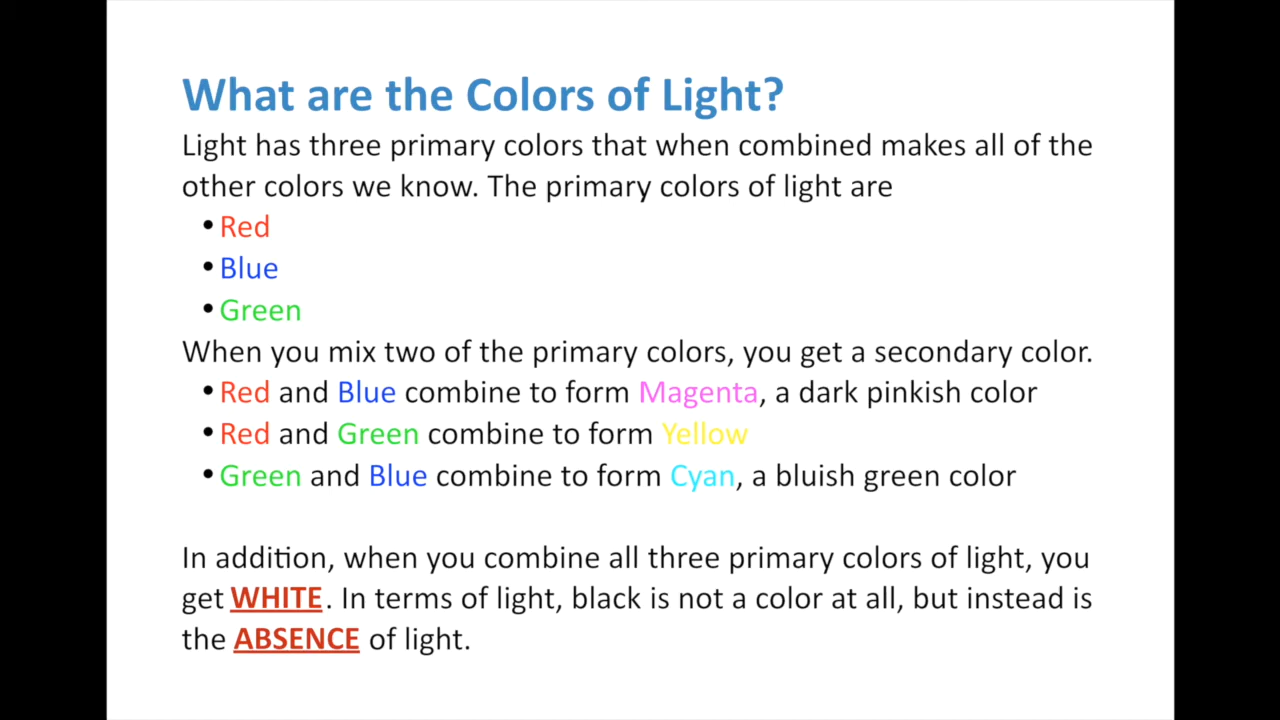 What are the Colors of Light?
Light has three primary colors that when combined makes all of the
other colors we know. The primary colors of light are
• Red
• Blue
• Green
When you mix two of the primary colors, you get a secondary color.
• Red and Blue combine to form Magenta, a dark pinkish color
• Red and Green combine to form Yellow
• Green and Blue combine to form Cyan, a bluish green color
In addition, when you combine all three primary colors of light, you
get WHITE. In terms of light, black is not a color at all, but instead is
the ABSENCE of light.